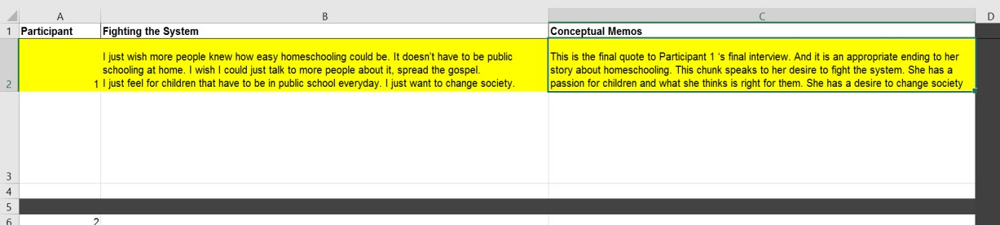 A B C D
1 Participant Fighting the System Conceptual Memos
I just wish more people knew how easy homeschooling could be. It doesn't have to be public
schooling at home. I wish I could just talk to more people about it, spread the gospel.
2 1 I just feel for children that have to be in public school everyday. I just want to change society.
This is the final quote to Participant 1 's final interview. And it is an appropriate ending to her
story about homeschooling. This chunk speaks to her desire to fight the system. She has a
passion for children and what she thinks is right for them. She has a desire to change society
3
4
5
6 2